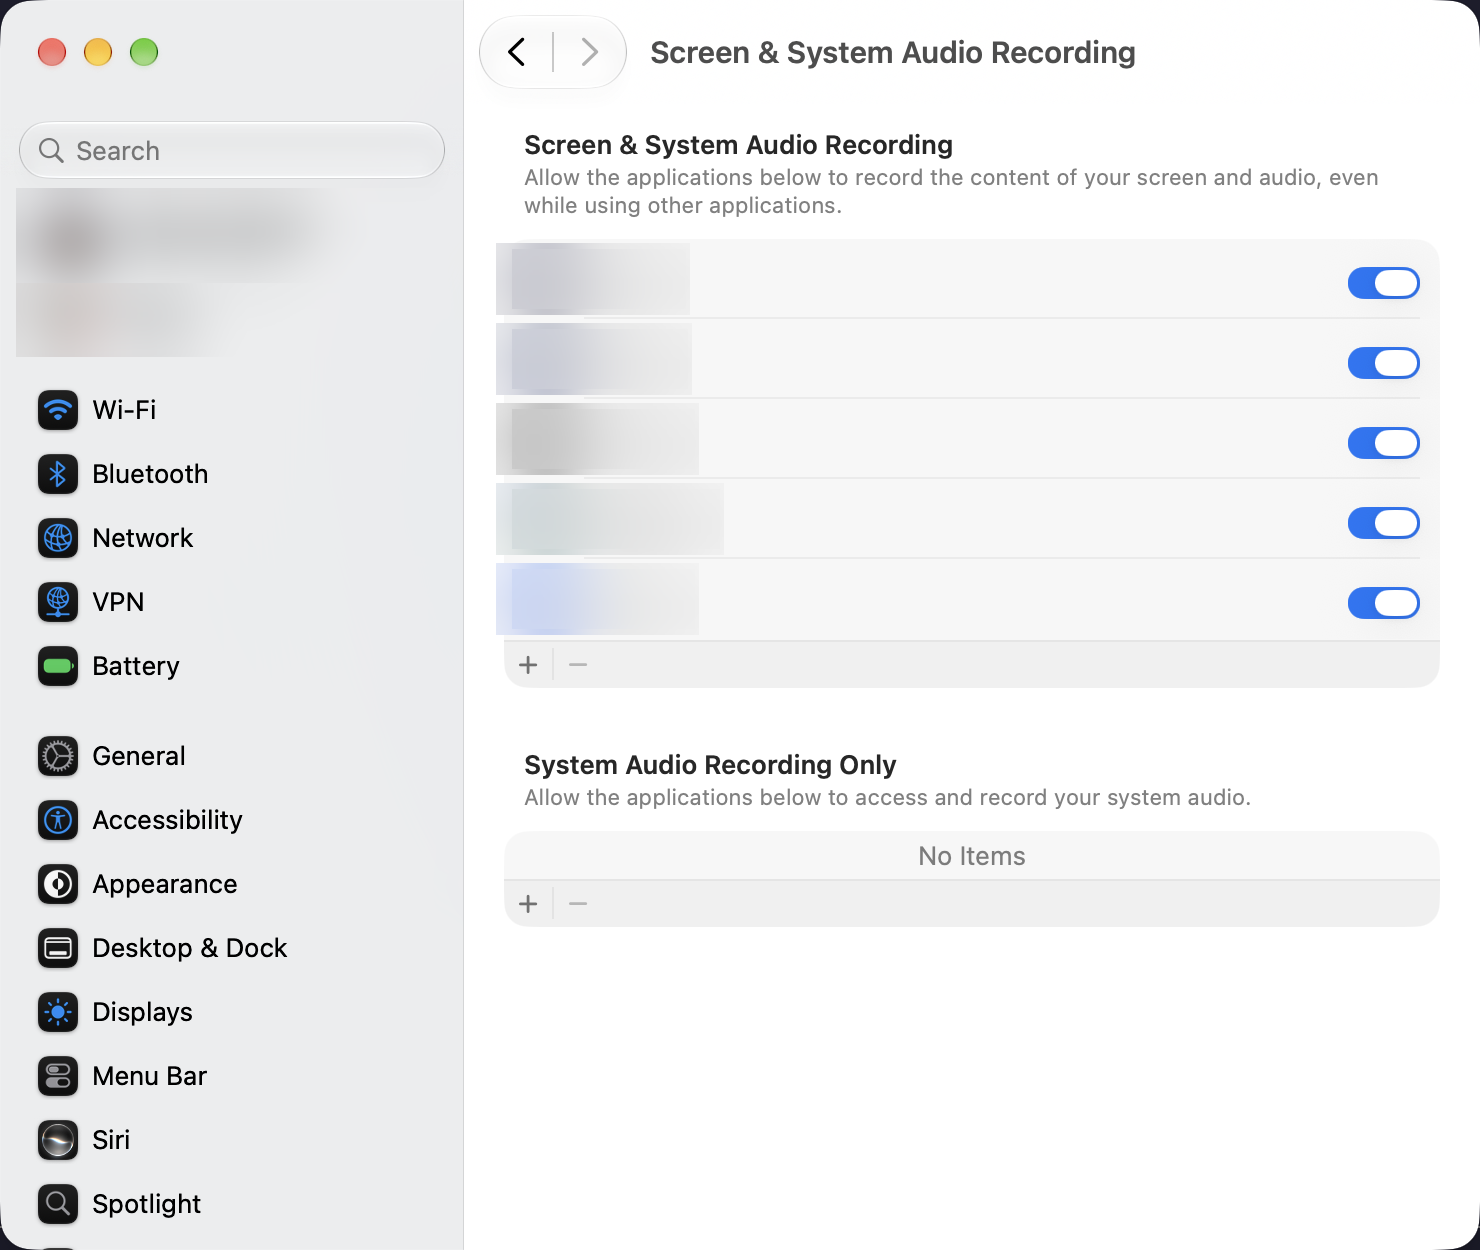 Search
Wi-Fi
Bluetooth
Network
VPN
Battery
General
Accessibility
Appearance
Desktop & Dock
Displays
Menu Bar
Siri
Spotlight
Screen & System Audio Recording
Screen & System Audio Recording
Allow the applications below to record the content of your screen and audio, even
while using other applications.
System Audio Recording Only
Allow the applications below to access and record your system audio.
No Items